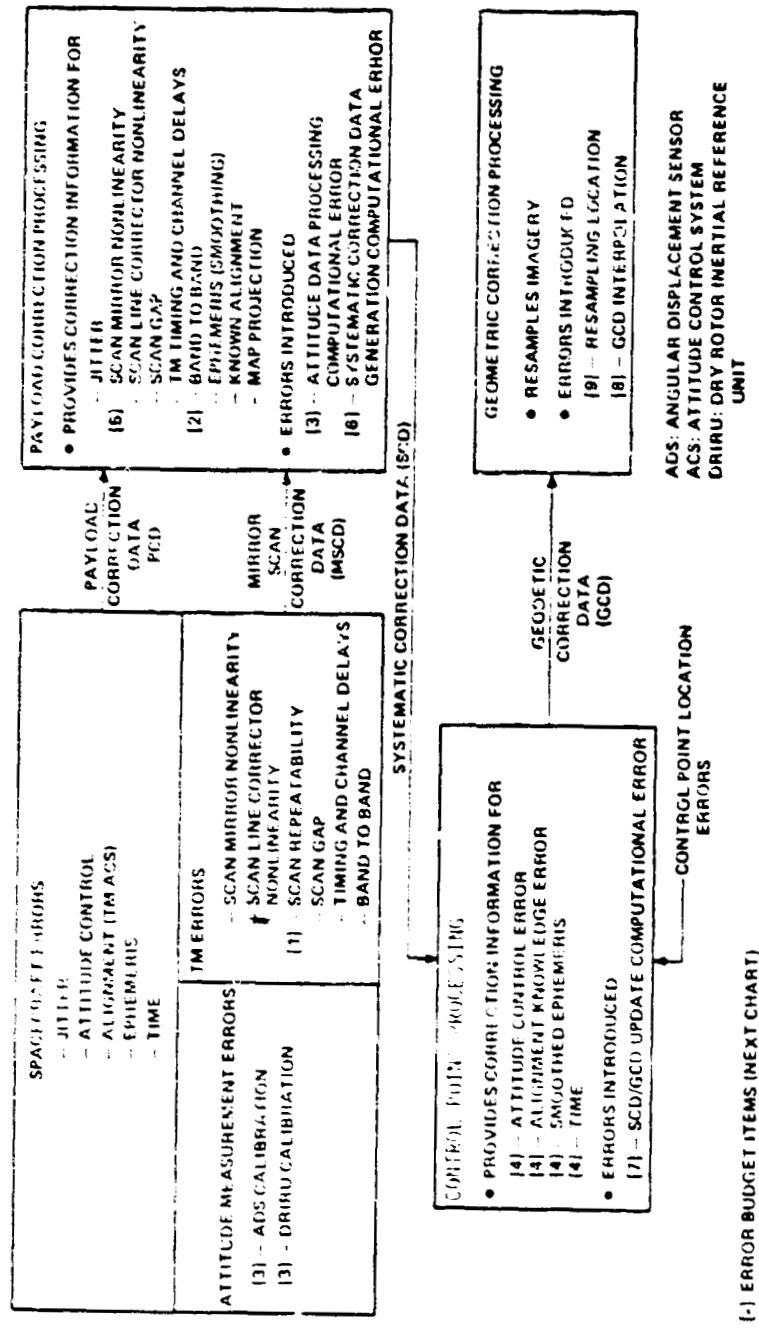 SPACECRAFT ERRORS
– JITTER
– ATTITUDE CONTROL
– ALIGNMENT (TM ACS)
– EPHEMERIS
– TIME
ATTITUDE MEASUREMENT ERRORS
[3] – ADS CALIBRATION
[3] – DRIRU CALIBRATION
TM ERRORS
– SCAN MIRROR NONLINEARITY
– SCAN LINE CORRECTOR
NONLINEARITY
[1] – SCAN REPEATABILITY
– SCAN GAP
– TIMING AND CHANNEL DELAYS
– BAND TO BAND
PAYLOAD
CORRECTION
DATA
PCD
MIRROR
SCAN
CORRECTION
DATA
(MSCD)
PAYLOAD CORRECTION PROCESSING
• PROVIDES CORRECTION INFORMATION FOR
– JITTER
[5] – SCAN MIRROR NONLINEARITY
– SCAN LINE CORRECTOR NONLINEARITY
– SCAN GAP
– TM TIMING AND CHANNEL DELAYS
[2] – BAND TO BAND
– EPHEMERIS (SMOOTHING)
– KNOWN ALIGNMENT
– MAP PROJECTION
• ERRORS INTRODUCED
[3] – ATTITUDE DATA PROCESSING
COMPUTATIONAL ERROR
[6] – SYSTEMATIC CORRECTION DATA
GENERATION COMPUTATIONAL ERROR
SYSTEMATIC CORRECTION DATA (SCD)
CONTROL POINT PROCESSING
• PROVIDES CORRECTION INFORMATION FOR
[4] – ATTITUDE CONTROL ERROR
[4] – ALIGNMENT KNOWLEDGE ERROR
[4] – SMOOTHED EPHEMERIS
[4] – TIME
• ERRORS INTRODUCED
[7] – SCD/GCD UPDATE COMPUTATIONAL ERROR
GEODETIC
CORRECTION
DATA
(GCD)
CONTROL POINT LOCATION
ERRORS
GEOMETRIC CORRECTION PROCESSING
• RESAMPLES IMAGERY
• ERRORS INTRODUCED
[9] – RESAMPLING LOCATION
[8] – GCD INTERPOLATION
ADS: ANGULAR DISPLACEMENT SENSOR
ACS: ATTITUDE CONTROL SYSTEM
DRIRU: DRY ROTOR INERTIAL REFERENCE
UNIT
[-] ERROR BUDGET ITEMS (NEXT CHART)